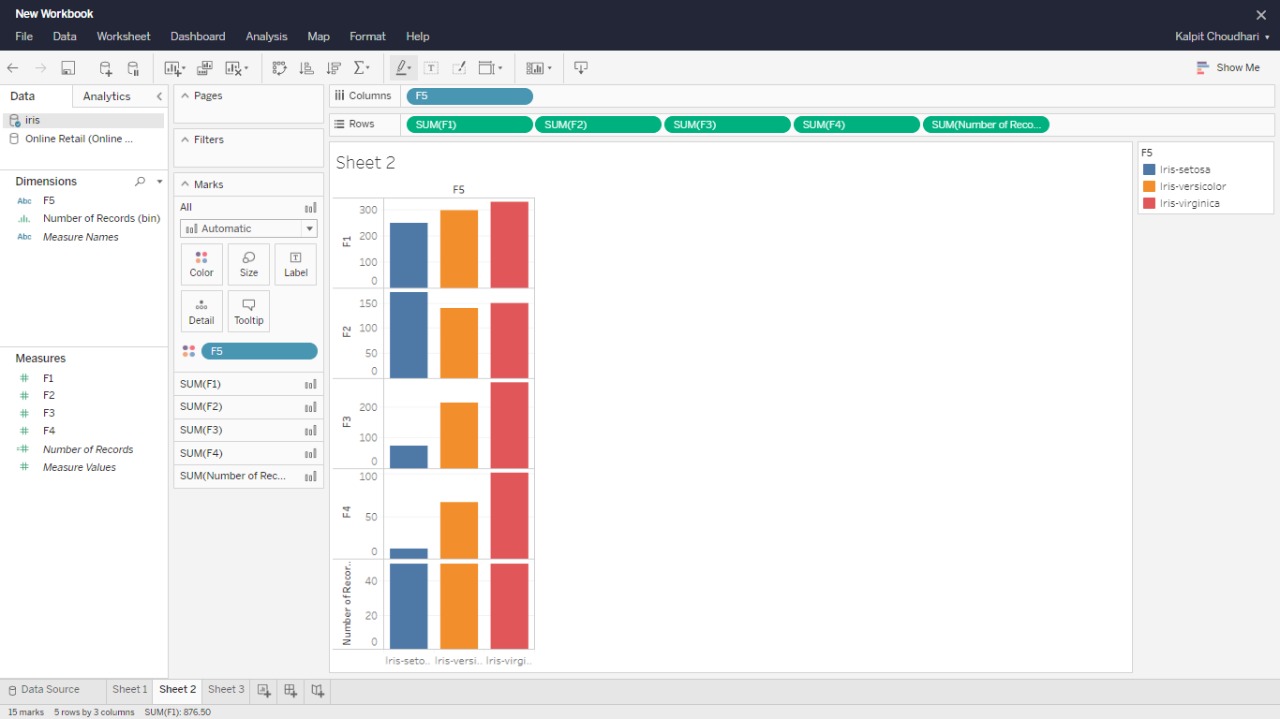 New Workbook
File Data Worksheet Dashboard Analysis Map Format Help
Kalpit Choudhari
Show Me
Data Analytics
iris
Online Retail (Online ...
Dimensions
Abc F5
Number of Records (bin)
Abc Measure Names
Measures
F1
F2
F3
F4
Number of Records
Measure Values
Pages
Filters
Marks
All
Automatic
Color Size Label
Detail Tooltip
F5
SUM(F1)
SUM(F2)
SUM(F3)
SUM(F4)
SUM(Number of Rec...
Columns F5
Rows SUM(F1) SUM(F2) SUM(F3) SUM(F4) SUM(Number of Reco...
Sheet 2
F5
F1
300
200
100
0
F2
150
100
50
0
F3
200
100
0
F4
100
50
0
Number of Recor..
40
20
0
Iris-seto.. Iris-versi.. Iris-virgi..
F5
Iris-setosa
Iris-versicolor
Iris-virginica
Data Source Sheet 1 Sheet 2 Sheet 3
15 marks 5 rows by 3 columns SUM(F1): 876.50